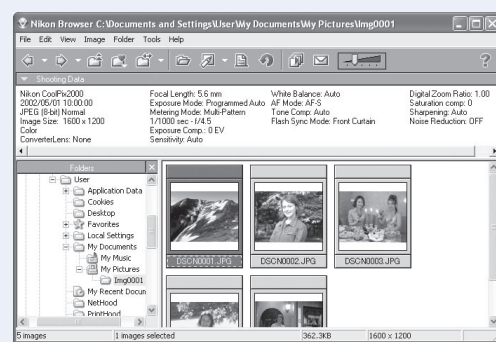 Nikon Browser C:\Documents and Settings\User\My Documents\My Pictures\Img0001
File Edit View Image Folder Tools Help
Shooting Data
Nikon CoolPix2000
2002/05/01 10:00:00
JPEG (8-bit) Normal
Image Size: 1600 x 1200
Color
ConverterLens: None
Focal Length: 5.6 mm
Exposure Mode: Programmed Auto
Metering Mode: Multi-Pattern
1/1000 sec - f/4.5
Exposure Comp.: 0 EV
Sensitivity: Auto
White Balance: Auto
AF Mode: AF-S
Tone Comp: Auto
Flash Sync Mode: Front Curtain
Digital Zoom Ratio: 1.00
Saturation comp: 0
Sharpening: Auto
Noise Reduction: OFF
Folders
User
Application Data
Cookies
Desktop
Favorites
Local Settings
My Documents
My Music
My Pictures
Img0001
My Recent Docun
NetHood
PrintHood
DSCN0001.JPG
DSCN0002.JPG
DSCN0003.JPG
5 images
1 images selected
362.3KB
1600 x 1200